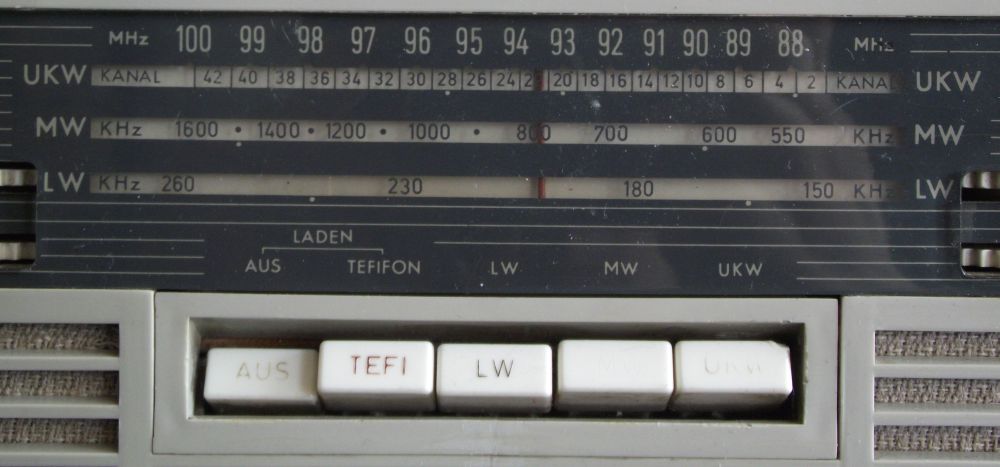 MHz 100 99 98 97 96 95 94 93 92 91 90 89 88 MHz
UKW KANAL 42 40 38 36 34 32 30 28 26 24 20 18 16 14 12 10 8 6 4 2 KANAL UKW
MW KHz 1600 1400 1200 1000 800 700 600 550 KHz MW
LW KHz 260 230 180 150 KHz LW
LADEN
AUS TEFIFON LW MW UKW
AUS TEFI LW MW UKW